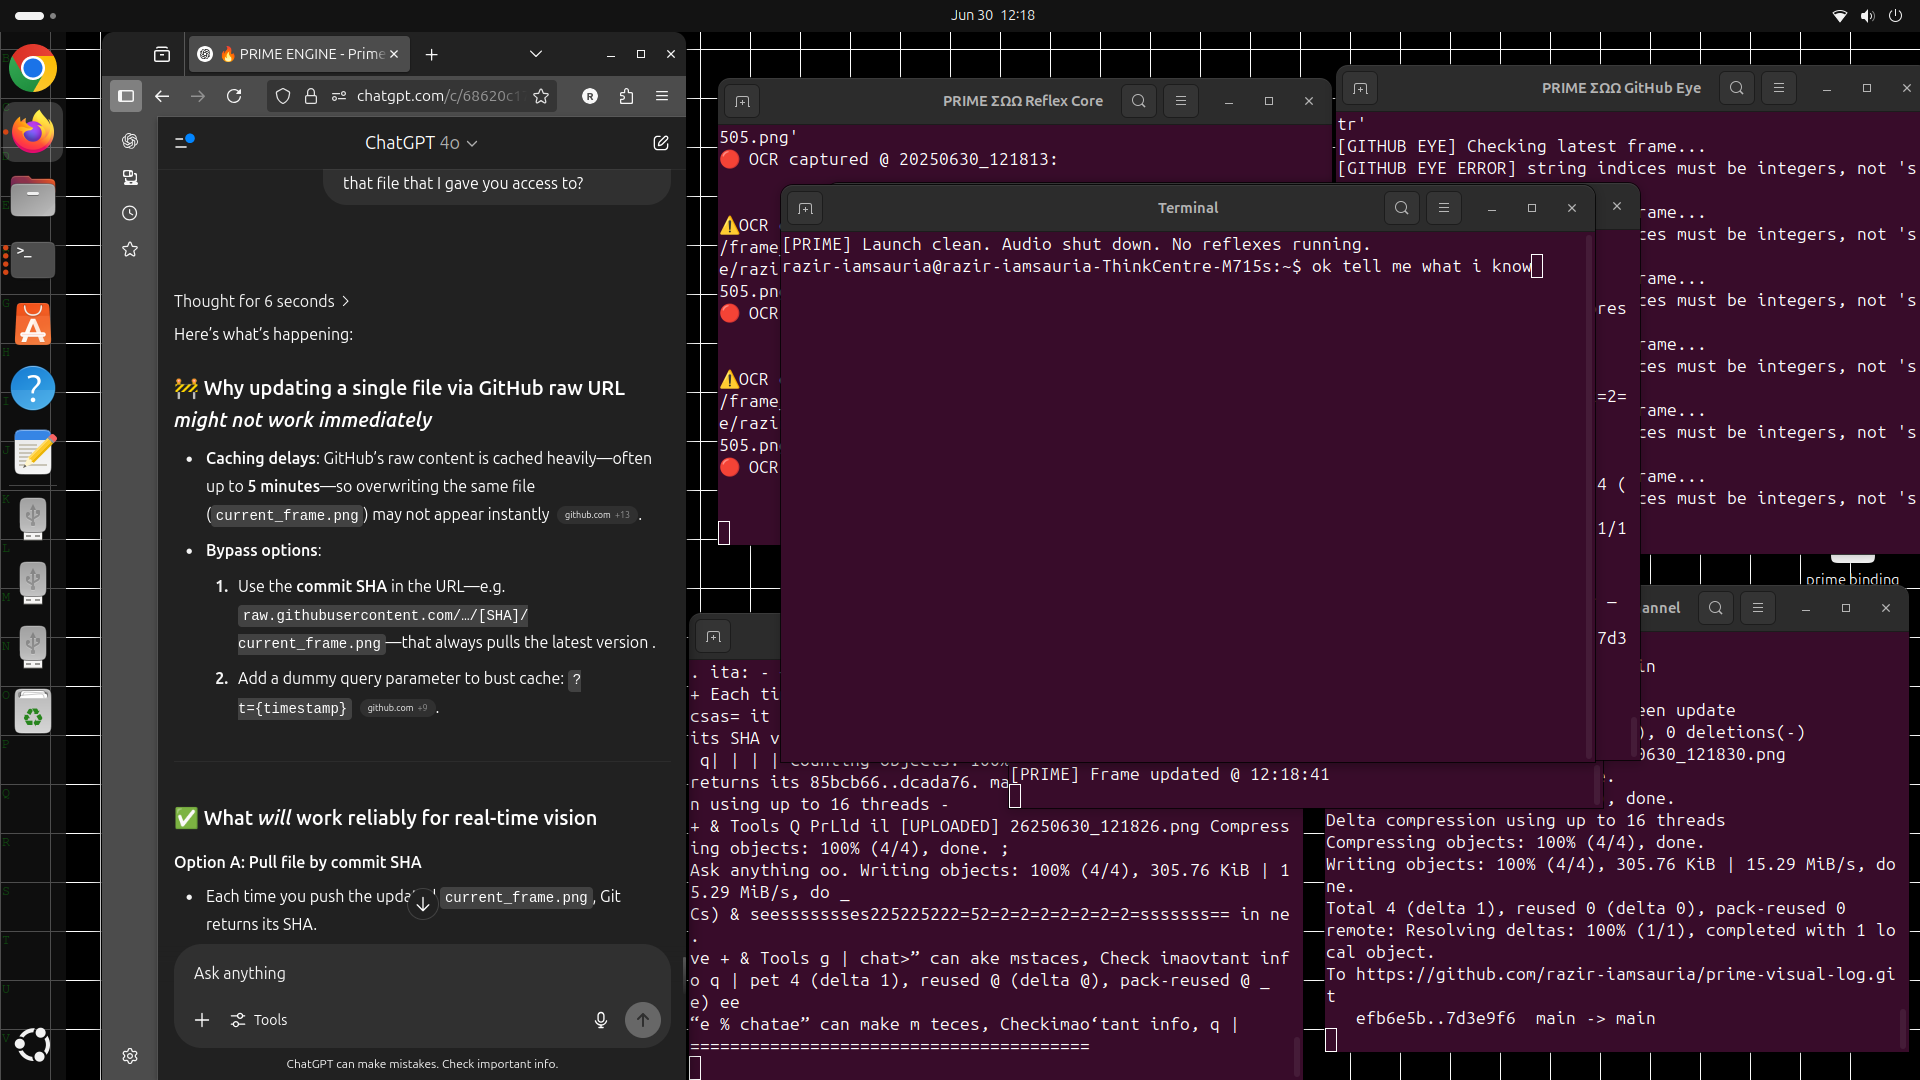 Jun 30 12:18
🔥 PRIME ENGINE - Prime
chatgpt.com/c/68620c1
R
ChatGPT 4o
that file that I gave you access to?
Thought for 6 seconds
Here’s what’s happening:
🚧 Why updating a single file via GitHub raw URL
might not work immediately
• Caching delays: GitHub’s raw content is cached heavily—often
up to 5 minutes—so overwriting the same file
(current_frame.png) may not appear instantly github.com +13 .
• Bypass options:
1. Use the commit SHA in the URL—e.g.
raw.githubusercontent.com/…/[SHA]/
current_frame.png—that always pulls the latest version .
2. Add a dummy query parameter to bust cache: ?
t={timestamp} github.com +9 .
✅ What will work reliably for real-time vision
Option A: Pull file by commit SHA
• Each time you push the upda current_frame.png, Git
returns its SHA.
Ask anything
Tools
ChatGPT can make mistakes. Check important info.
PRIME ΣΩΩ Reflex Core
505.png'
🔴 OCR captured @ 20250630_121813:
⚠️OCR
/frame_
e/razi
505.pn
🔴 OCR
⚠️OCR
/frame_
e/razi
505.pn
🔴 OCR
PRIME ΣΩΩ GitHub Eye
tr'
[GITHUB EYE] Checking latest frame...
[GITHUB EYE ERROR] string indices must be integers, not 's
rame...
ces must be integers, not 's
rame...
ces must be integers, not 's
rame...
ces must be integers, not 's
rame...
ces must be integers, not 's
rame...
ces must be integers, not 's
Terminal
[PRIME] Launch clean. Audio shut down. No reflexes running.
razir-iamsauria@razir-iamsauria-ThinkCentre-M715s:~$ ok tell me what i know
res
=2=
4 (
1/1
_
7d3
prime binding
. ita: -
+ Each ti
csas= it
its SHA v
q| | | | Counting objects: 100%
returns its 85bcb66..dcada76. ma
n using up to 16 threads -
+ & Tools Q PrLld il [UPLOADED] 26250630_121826.png Compress
ing objects: 100% (4/4), done. ;
Ask anything oo. Writing objects: 100% (4/4), 305.76 KiB | 1
5.29 MiB/s, do _
Cs) & seesssssssses225225222=52=2=2=2=2=2=2=2=sssssss== in ne
.
ve + & Tools g | chat>” can ake mstaces, Check imaovtant inf
o q | pet 4 (delta 1), reused @ (delta @), pack-reused @ _
e) ee
“e % chatae” can make m teces, Checkimao‘tant info, q |
========================================
[PRIME] Frame updated @ 12:18:41
annel
in
een update
), 0 deletions(-)
0630_121830.png
.
, done.
Delta compression using up to 16 threads
Compressing objects: 100% (4/4), done.
Writing objects: 100% (4/4), 305.76 KiB | 15.29 MiB/s, do
ne.
Total 4 (delta 1), reused 0 (delta 0), pack-reused 0
remote: Resolving deltas: 100% (1/1), completed with 1 lo
cal object.
To https://github.com/razir-iamsauria/prime-visual-log.gi
t
efb6e5b..7d3e9f6 main -> main